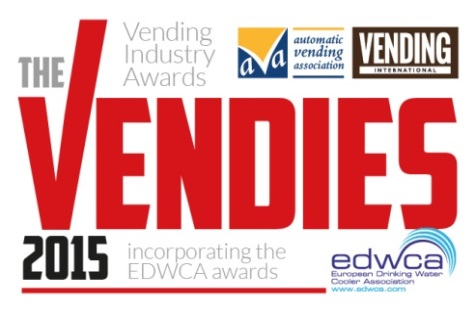 Vending
Industry
Awards
ava
automatic
vending
association
VENDING
INTERNATIONAL
THE
VENDIES
2015
incorporating the
EDWCA awards
edwca
European Drinking Water
Cooler Association
www.edwca.com